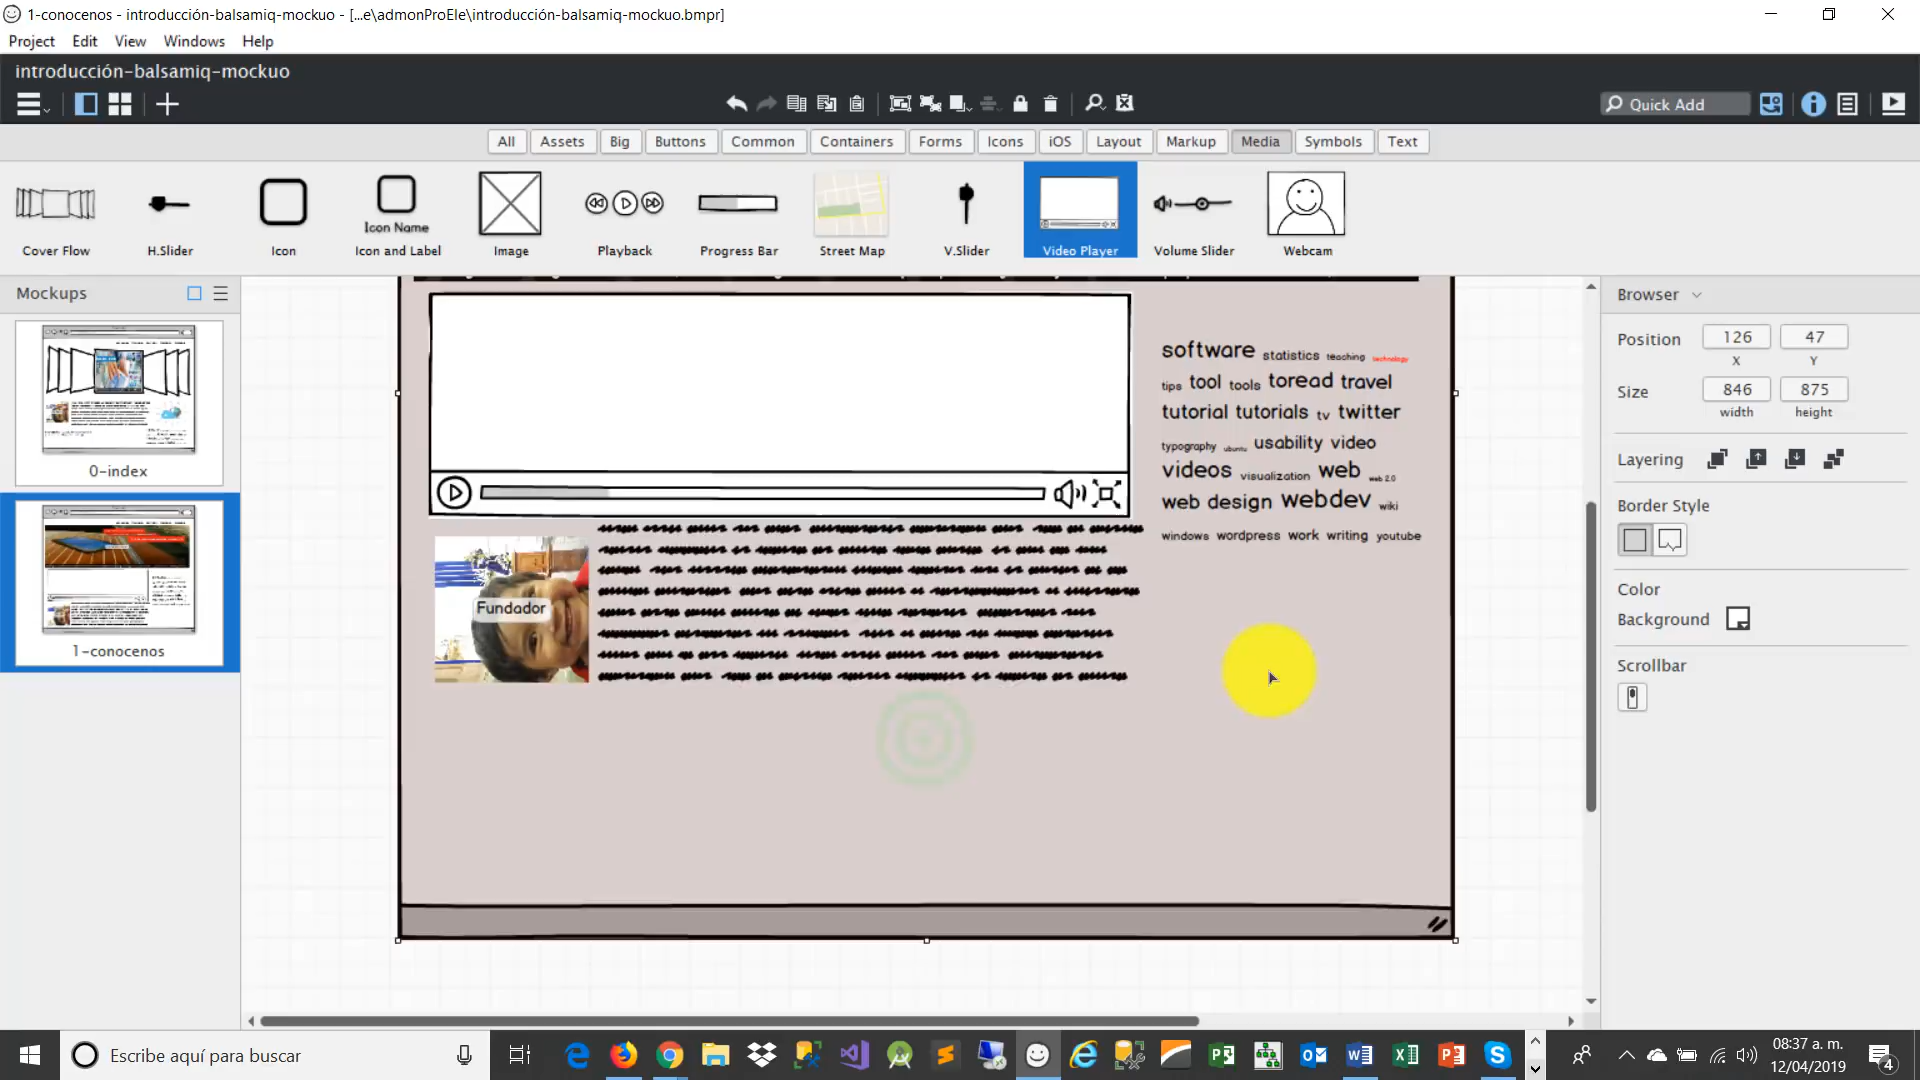 1-conocenos - introducción-balsamiq-mockuo - [...e\admonProEle\introducción-balsamiq-mockuo.bmpr]
Project Edit View Windows Help
introducción-balsamiq-mockuo
Quick Add
All Assets Big Buttons Common Containers Forms Icons iOS Layout Markup Media Symbols Text
Icon Name
Cover Flow H.Slider Icon Icon and Label Image Playback Progress Bar Street Map V.Slider Video Player Volume Slider Webcam
Mockups
0-index
1-conocenos
software statistics teaching technology
tips tool tools toread travel
tutorial tutorials tv twitter
typography ubuntu usability video
videos visualization web web 2.0
web design webdev wiki
windows wordpress work writing youtube
Fundador
Browser
Position 126 47
X Y
Size 846 875
width height
Layering
Border Style
Color
Background
Scrollbar
Escribe aquí para buscar
08:37 a. m.
12/04/2019
4